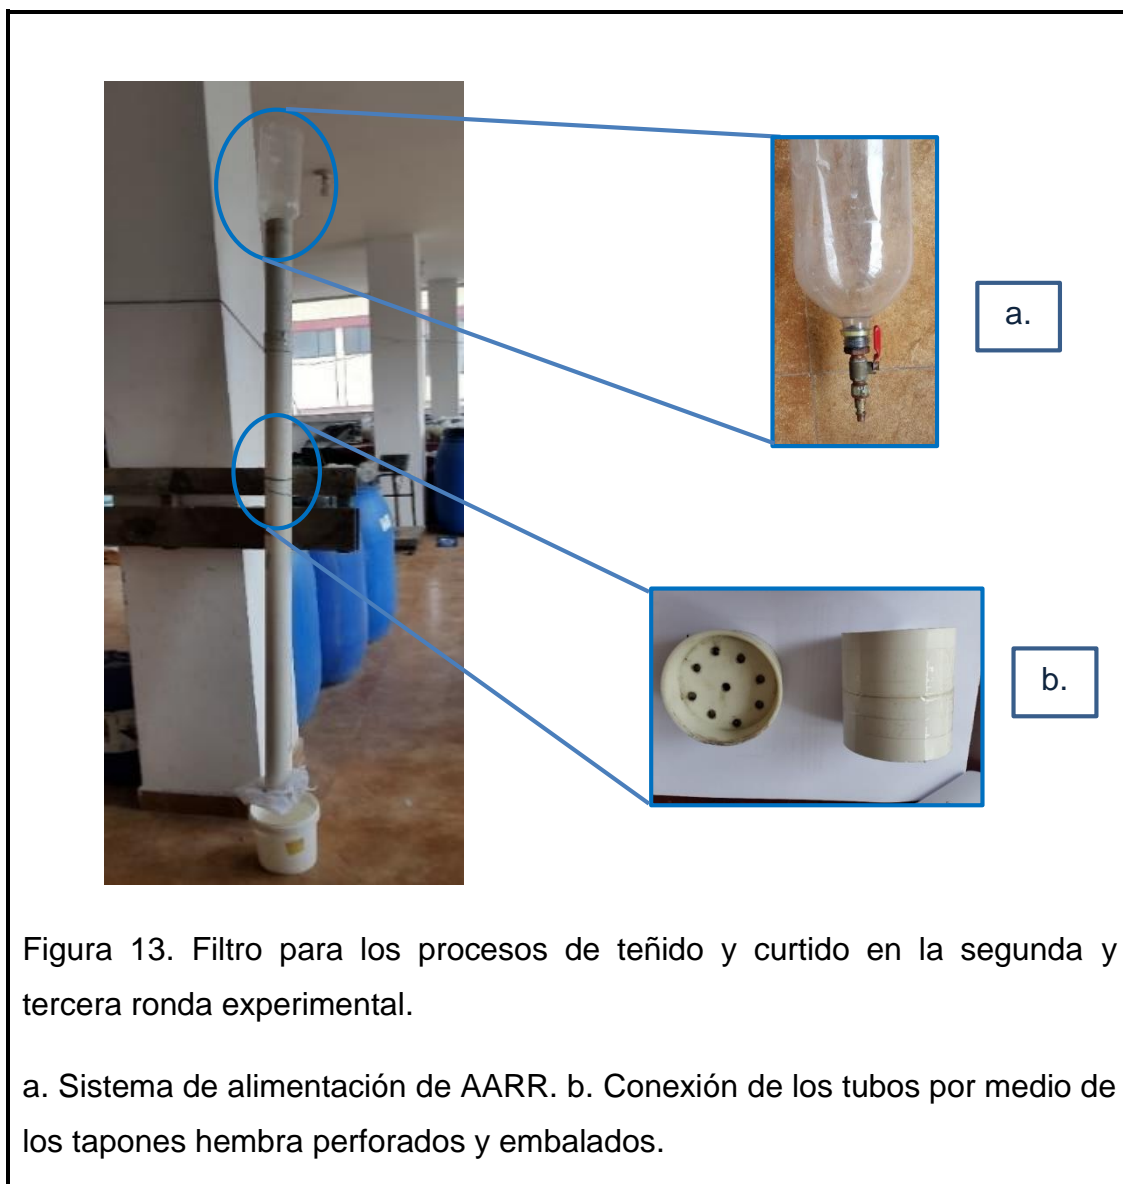 a.
b.
Figura 13. Filtro para los procesos de teñido y curtido en la segunda y
tercera ronda experimental.
a. Sistema de alimentación de AARR. b. Conexión de los tubos por medio de
los tapones hembra perforados y embalados.